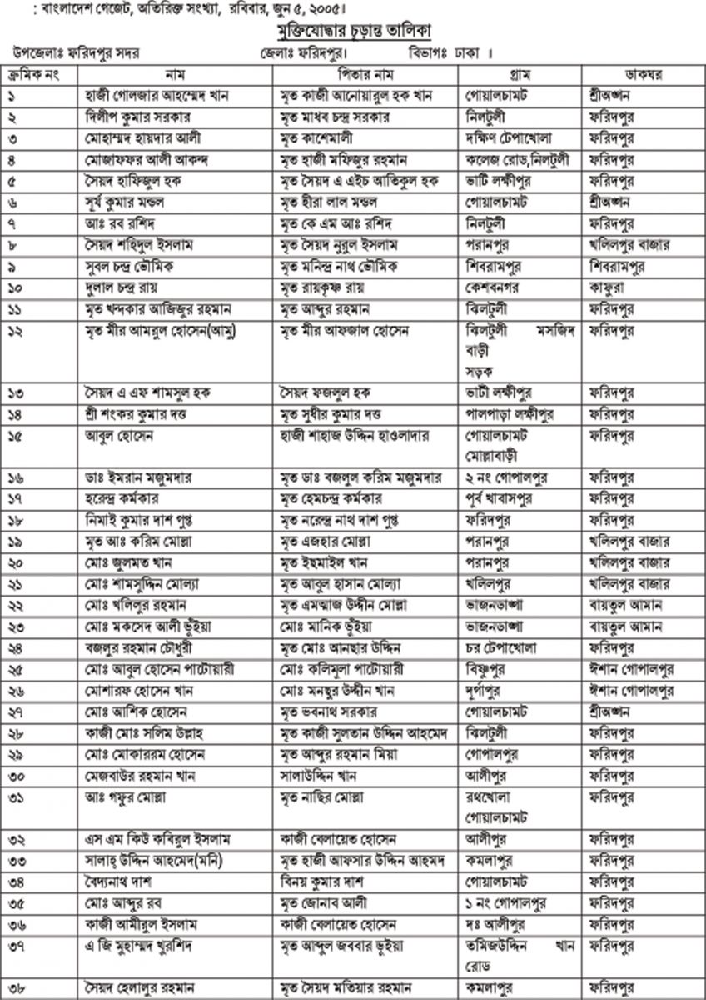 : বাংলাদেশ গেজেট, অতিরিক্ত সংখ্যা, রবিবার, জুন ৫, ২০০৫।
মুক্তিযোদ্ধার চূড়ান্ত তালিকা
উপজেলাঃ ফরিদপুর সদর জেলাঃ ফরিদপুর। বিভাগঃ ঢাকা ।
ক্রমিক নং নাম পিতার নাম গ্রাম ডাকঘর
১ হাজী গোলজার আহম্মেদ খান মৃত কাজী আনোয়ারুল হক খান গোয়ালচামট শ্রীঅঙ্গন
২ দিলীপ কুমার সরকার মৃত মাধব চন্দ্র সরকার নিলটুলী ফরিদপুর
৩ মোহাম্মদ হায়দার আলী মৃত কাশেমালী দক্ষিণ টেপাখোলা ফরিদপুর
৪ মোজাফফর আলী আকন্দ মৃত হাজী মফিজুর রহমান কলেজ রোড,নিলটুলী ফরিদপুর
৫ সৈয়দ হাফিজুল হক মৃত সৈয়দ এ এইচ আতিকুল হক ভাটি লক্ষীপুর ফরিদপুর
৬ সূর্য কুমার মন্ডল মৃত হীরা লাল মন্ডল গোয়ালচামট শ্রীঅঙ্গন
৭ আঃ রব রশিদ মৃত কে এম আঃ রশিদ নিলটুলী ফরিদপুর
৮ সৈয়দ শহিদুল ইসলাম মৃত সৈয়দ নুরুল ইসলাম পরানপুর খলিলপুর বাজার
৯ সুবল চন্দ্র ভৌমিক মৃত মনিন্দ্র নাথ ভৌমিক শিবরামপুর শিবরামপুর
১০ দুলাল চন্দ্র রায় মৃত রায়কৃষ্ণ রায় কেশবনগর কাফুরা
১১ মৃত খন্দকার আজিজুর রহমান মৃত আব্দুর রহমান ঝিলটুলী ফরিদপুর
১২ মৃত মীর আমরুল হোসেন(আমু) মৃত মীর আফজাল হোসেন ঝিলটুলী মসজিদ ফরিদপুর
বাড়ী
সড়ক
১৩ সৈয়দ এ এফ শামসুল হক সৈয়দ ফজলুল হক ভাটী লক্ষীপুর ফরিদপুর
১৪ শ্রী শংকর কুমার দত্ত মৃত সুধীর কুমার দত্ত পালপাড়া লক্ষীপুর ফরিদপুর
১৫ আবুল হোসেন হাজী শাহাজ উদ্দিন হাওলাদার গোয়ালচামট ফরিদপুর
মোল্লাবাড়ী
১৬ ডাঃ ইমরান মজুমদার মৃত ডাঃ বজলুল করিম মজুমদার ২ নং গোপালপুর ফরিদপুর
১৭ হরেন্দ্র কর্মকার মৃত হেমচন্দ্র কর্মকার পূর্ব খাবাসপুর ফরিদপুর
১৮ নিমাই কুমার দাশ গুপ্ত মৃত নরেন্দ্র নাথ দাশ গুপ্ত ফরিদপুর ফরিদপুর
১৯ মৃত আঃ করিম মোল্লা মৃত এজহার মোল্লা পরানপুর খলিলপুর বাজার
২০ মোঃ জুলমত খান মৃত ইছমাইল খান পরানপুর খলিলপুর বাজার
২১ মোঃ শামসুদ্দিন মোল্যা মৃত আবুল হাসান মোল্যা খলিলপুর খলিলপুর বাজার
২২ মোঃ খলিলুর রহমান মৃত এমত্মাজ উদ্দীন মোল্লা ভাজনডাঙ্গা বায়তুল আমান
২৩ মোঃ মকসেদ আলী ভূঁইয়া মোঃ মানিক ভূঁইয়া ভাজনডাঙ্গা বায়তুল আমান
২৪ বজলুর রহমান চৌধুরী মৃত মোঃ আনছার উদ্দিন চর টেপাখোলা ফরিদপুর
২৫ মোঃ আবুল হোসেন পাটোয়ারী মোঃ কলিমূলা পাটোয়ারী বিষ্ণুপুর ঈশান গোপালপুর
২৬ মোশারফ হোসেন খান মোঃ মনছুর উদ্দীন খান দূর্গাপুর ঈশান গোপালপুর
২৭ মোঃ আশিক হোসেন মৃত ভবনাথ সরকার গোয়ালচামট শ্রীঅঙ্গন
২৮ কাজী মোঃ সলিম উল্লাহ মৃত কাজী সুলতান উদ্দিন আহমেদ ঝিলটুলী ফরিদপুর
২৯ মোঃ মোকাররম হোসেন মৃত আব্দুর রহমান মিয়া গোপালপুর ফরিদপুর
৩০ মেজবাউর রহমান খান সালাউদ্দিন খান আলীপুর ফরিদপুর
৩১ আঃ গফুর মোল্লা মৃত নাছির মোল্লা রথখোলা ফরিদপুর
গোয়ালচামট
৩২ এস এম কিউ কবিরুল ইসলাম কাজী বেলায়েত হোসেন আলীপুর ফরিদপুর
৩৩ সালাহ্ উদ্দিন আহমেদ(মনি) মৃত হাজী আফসার উদ্দিন আহমদ কমলাপুর ফরিদপুর
৩৪ বৈদ্যনাথ দাশ বিনয় কুমার দাশ গোয়ালচামট ফরিদপুর
৩৫ মোঃ আব্দুর রব মৃত জোনাব আলী ১ নং গোপালপুর ফরিদপুর
৩৬ কাজী আমীরুল ইসলাম কাজী বেলায়েত হোসেন দঃ আলীপুর ফরিদপুর
৩৭ এ জি মুহাম্মদ খুরশিদ মৃত আব্দুল জববার ভূইয়া তমিজউদ্দিন খান ফরিদপুর
রোড
৩৮ সৈয়দ হেলালুর রহমান মৃত সৈয়দ মতিয়ার রহমান কমলাপুর ফরিদপুর